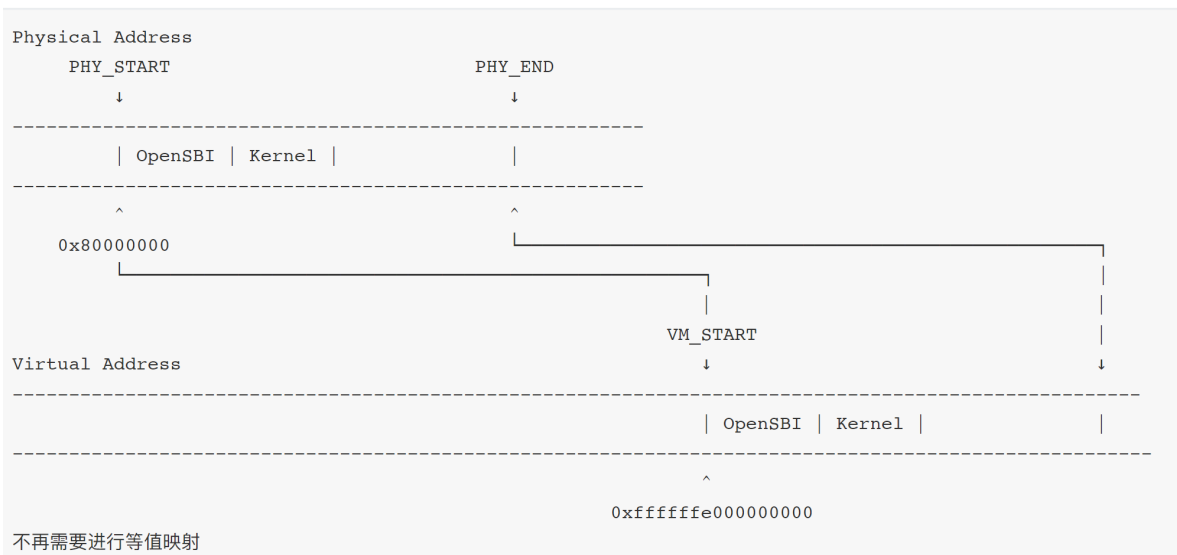 Physical Address
PHY_START PHY_END
↓ ↓
--------------------------------------------------------
| OpenSBI | Kernel | |
--------------------------------------------------------
^ ^
0x80000000
VM_START
Virtual Address
↓ ↓
----------------------------------------------------------------------------------------------------
| OpenSBI | Kernel | |
-----------------------------------------------------------------------------------------------------
^
0xffffffe000000000
不再需要进行等值映射